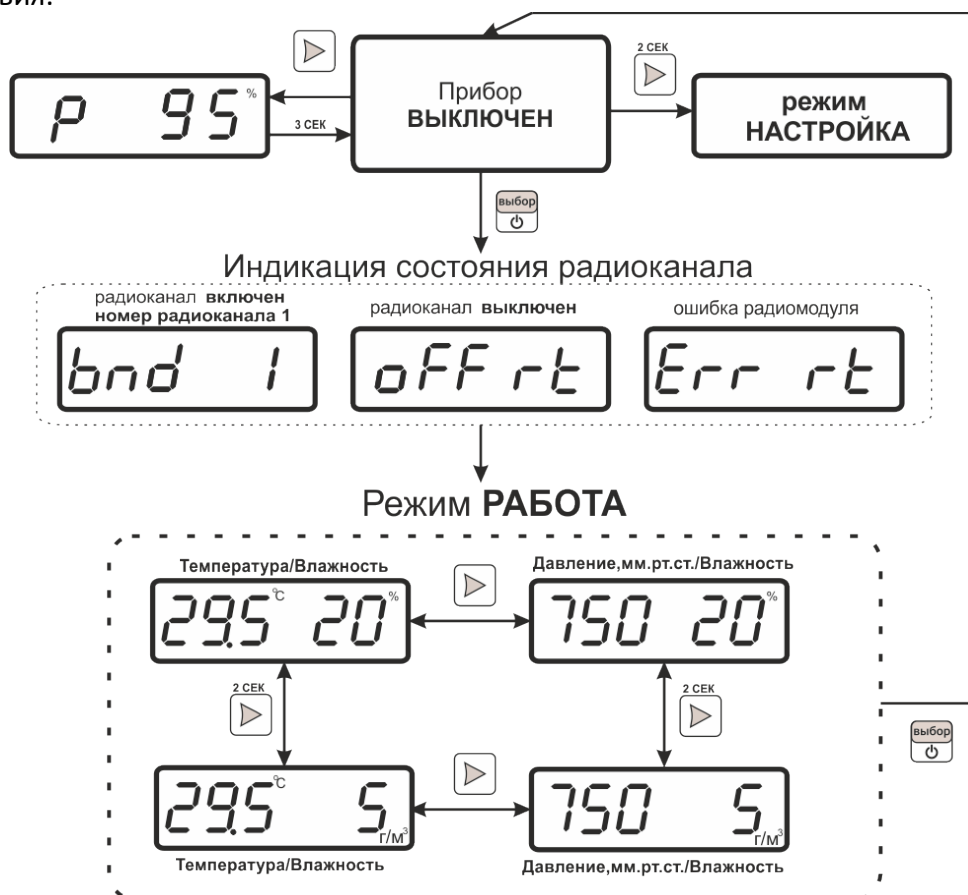 вия:
2 СЕК
P 95 %
3 СЕК
Прибор
ВЫКЛЮЧЕН
режим
НАСТРОЙКА
выбор
Индикация состояния радиоканала
радиоканал включен
номер радиоканала 1
радиоканал выключен
ошибка радиомодуля
bnd 1
oFF rt
Err rt
Режим РАБОТА
Температура/Влажность
Давление,мм.рт.ст./Влажность
29.5 °C 20 %
750 20 %
2 СЕК
2 СЕК
выбор
29.5 °C 5 г/м³
750 5 г/м³
Температура/Влажность
Давление,мм.рт.ст./Влажность